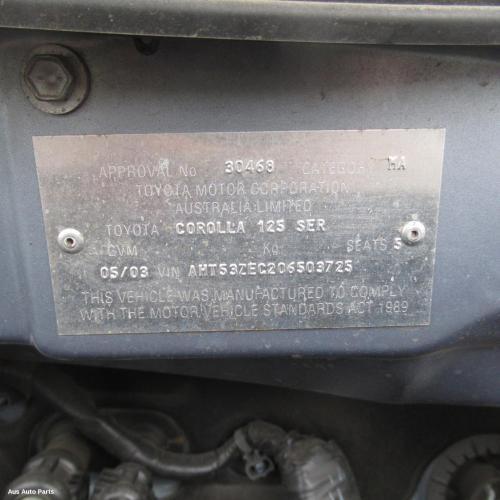 APPROVAL No 30468 CATEGORY MA
TOYOTA MOTOR CORPORATION
AUSTRALIA LIMITED
TOYOTA COROLLA 125 SER
GVM KG SEATS 5
05/03 VIN AHT53ZEC206503725
THIS VEHICLE WAS MANUFACTURED TO COMPLY
WITH THE MOTOR VEHICLE STANDARDS ACT 1989
Aus Auto Parts